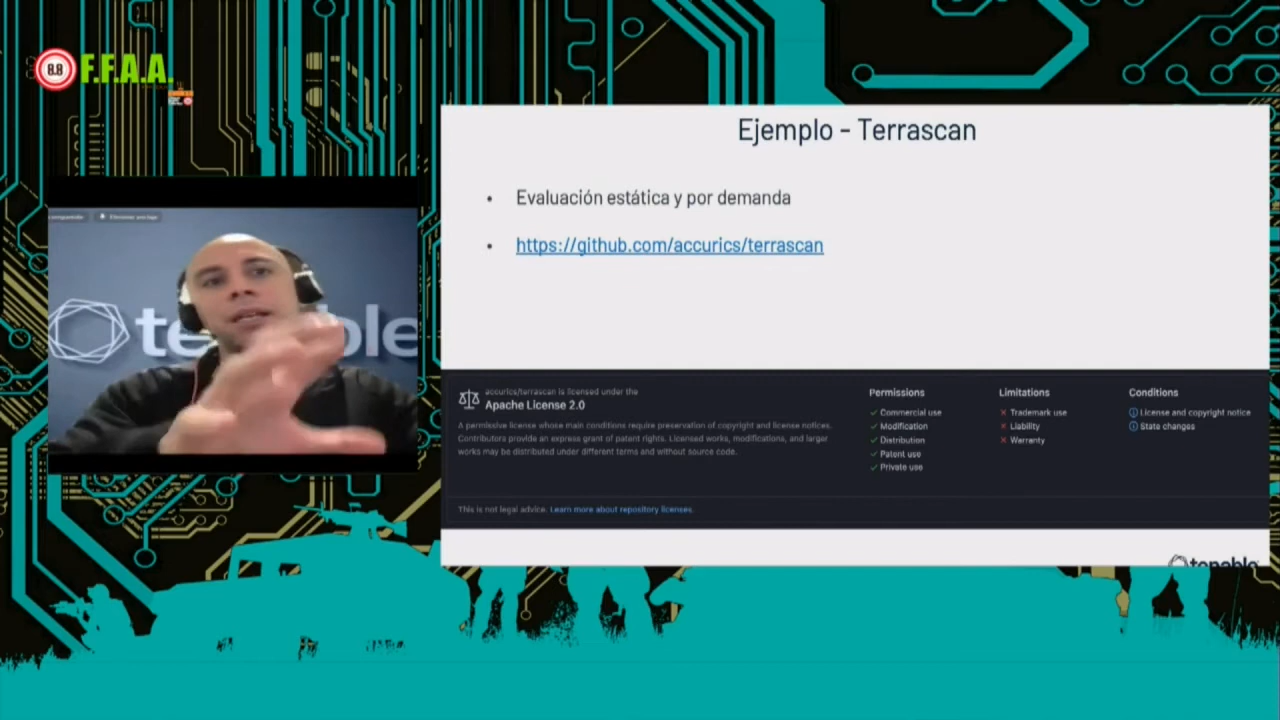 8.8 F.F.A.A.
tenable
Ejemplo - Terrascan
• Evaluación estática y por demanda
• https://github.com/accurics/terrascan
accurics/terrascan is licensed under the
Apache License 2.0
A permissive license whose main conditions require preservation of copyright and license notices.
Contributors provide an express grant of patent rights. Licensed works, modifications, and larger
works may be distributed under different terms and without source code.
Permissions
✓ Commercial use
✓ Modification
✓ Distribution
✓ Patent use
✓ Private use
Limitations
✕ Trademark use
✕ Liability
✕ Warranty
Conditions
License and copyright notice
State changes
This is not legal advice. Learn more about repository licenses.
tenable